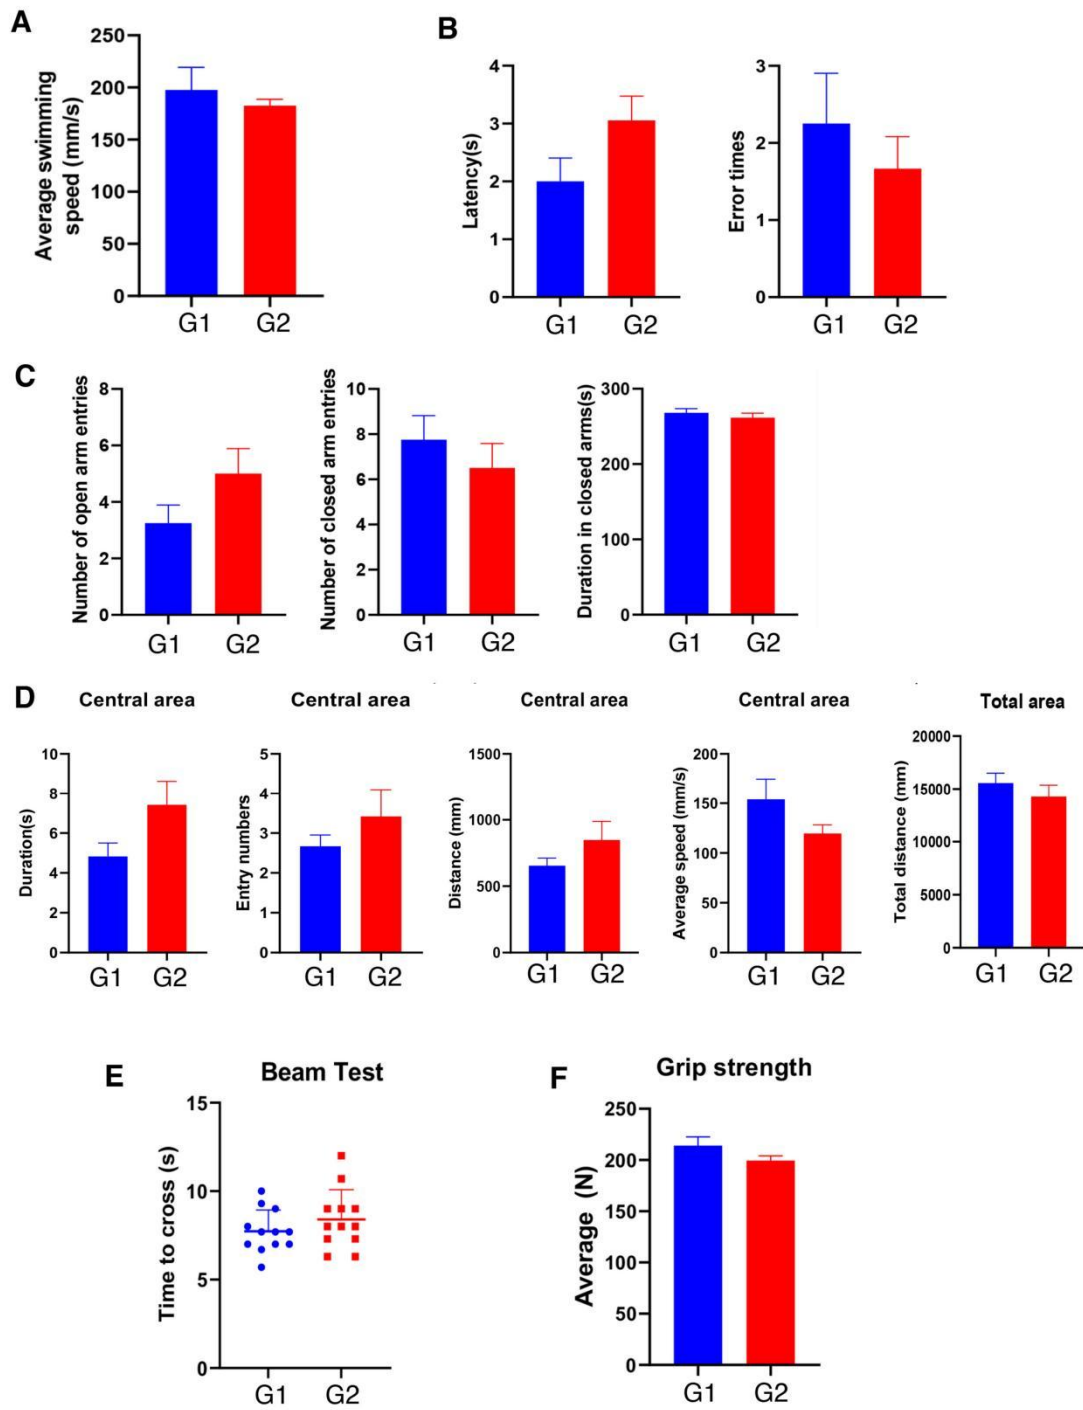 A
Average swimming
speed (mm/s)
250
200
150
100
50
0
G1 G2
B
Latency(s)
4
3
2
1
0
G1 G2
Error times
3
2
1
0
G1 G2
C
Number of open arm entries
8
6
4
2
0
G1 G2
Number of closed arm entries
10
8
6
4
2
0
G1 G2
Duration in closed arms(s)
300
200
100
0
G1 G2
D
Central area
Duration(s)
10
8
6
4
2
0
G1 G2
Central area
Entry numbers
5
4
3
2
1
0
G1 G2
Central area
Distance (mm)
1500
1000
500
0
G1 G2
Central area
Average speed (mm/s)
200
150
100
50
0
G1 G2
Total area
Total distance (mm)
20000
15000
10000
5000
0
G1 G2
E
Beam Test
Time to cross (s)
15
10
5
0
G1 G2
F
Grip strength
Average (N)
250
200
150
100
50
0
G1 G2